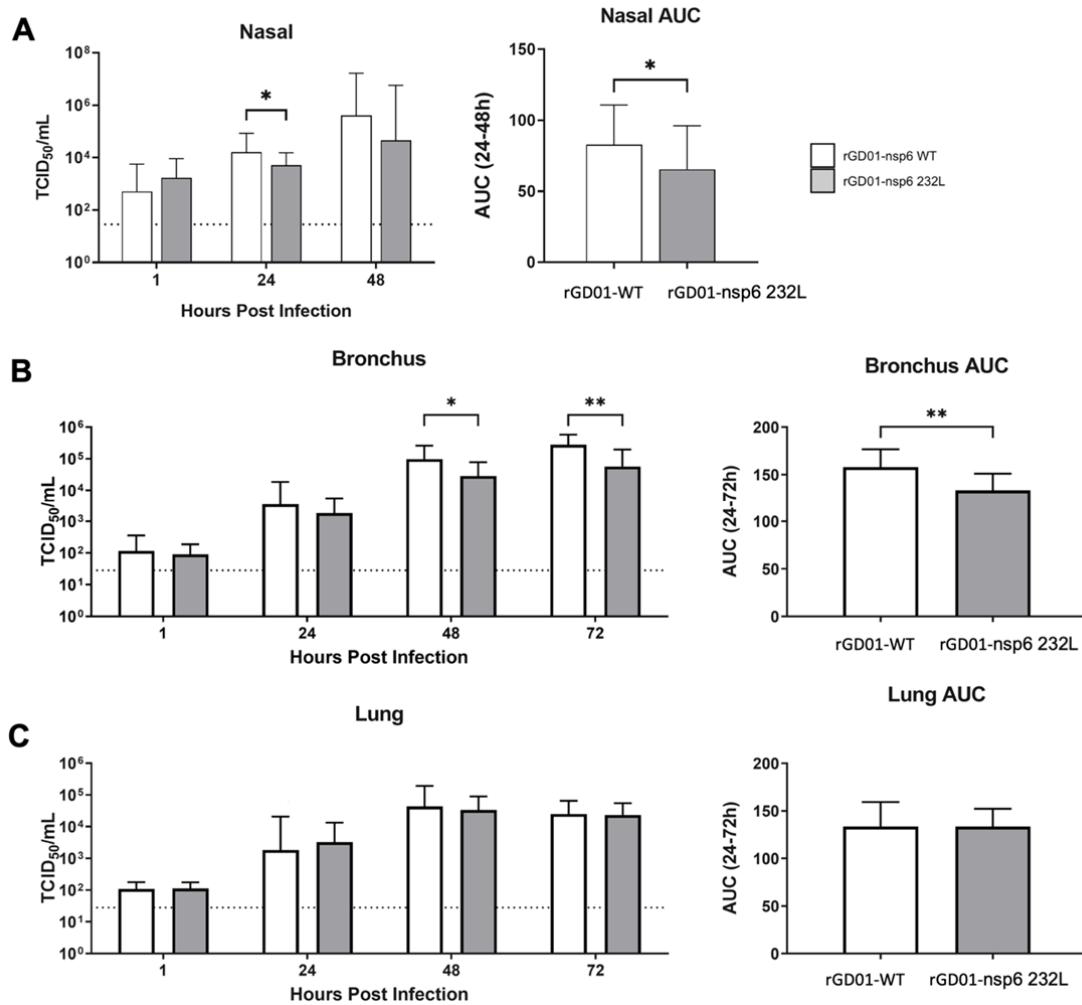 A
Nasal
TCID50/mL
10^8
10^6
10^4
10^2
10^0
*
1 24 48
Hours Post Infection
Nasal AUC
AUC (24-48h)
150
100
50
0
*
rGD01-WT rGD01-nsp6 232L
rGD01-nsp6 WT
rGD01-nsp6 232L
B
Bronchus
TCID50/mL
10^6
10^5
10^4
10^3
10^2
10^1
10^0
* **
1 24 48 72
Hours Post Infection
Bronchus AUC
AUC (24-72h)
200
150
100
50
0
**
rGD01-WT rGD01-nsp6 232L
C
Lung
TCID50/mL
10^6
10^5
10^4
10^3
10^2
10^1
10^0
1 24 48 72
Hours Post Infection
Lung AUC
AUC (24-72h)
200
150
100
50
0
rGD01-WT rGD01-nsp6 232L